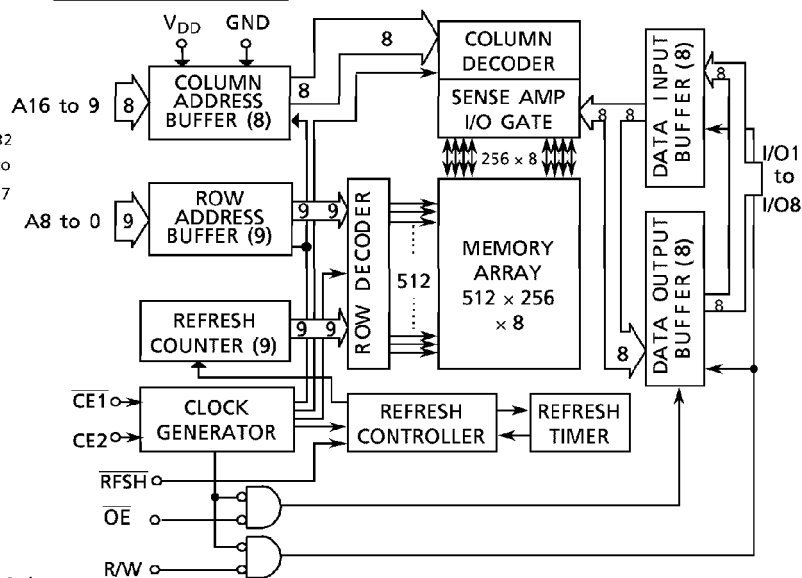 VDD GND
A16 to 9
8
COLUMN
ADDRESS
BUFFER (8)
8
8
COLUMN
DECODER
SENSE AMP
I/O GATE
8
8
DATA INPUT
BUFFER (8)
8
I/O1
to
I/O8
32
to
7
A8 to 0
9
ROW
ADDRESS
BUFFER (9)
9 9
ROW DECODER
512
256 × 8
MEMORY
ARRAY
512 × 256
× 8
DATA OUTPUT
BUFFER (8)
8
8
REFRESH
COUNTER (9)
9 9
CE1
CE2
CLOCK
GENERATOR
REFRESH
CONTROLLER
REFRESH
TIMER
RFSH
OE
R/W